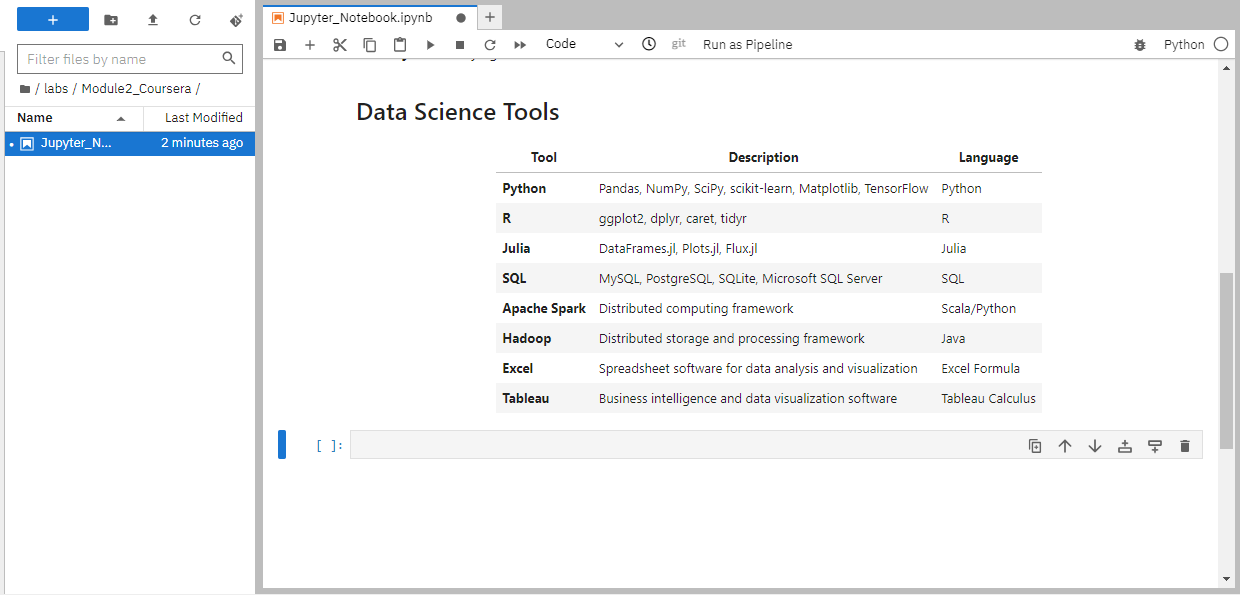 Jupyter_Notebook.ipynb
Code git Run as Pipeline Python
Filter files by name
/ labs / Module2_Coursera /
Name Last Modified
Jupyter_N... 2 minutes ago
Data Science Tools
Tool Description Language
Python Pandas, NumPy, SciPy, scikit-learn, Matplotlib, TensorFlow Python
R ggplot2, dplyr, caret, tidyr R
Julia DataFrames.jl, Plots.jl, Flux.jl Julia
SQL MySQL, PostgreSQL, SQLite, Microsoft SQL Server SQL
Apache Spark Distributed computing framework Scala/Python
Hadoop Distributed storage and processing framework Java
Excel Spreadsheet software for data analysis and visualization Excel Formula
Tableau Business intelligence and data visualization software Tableau Calculus
[ ]: